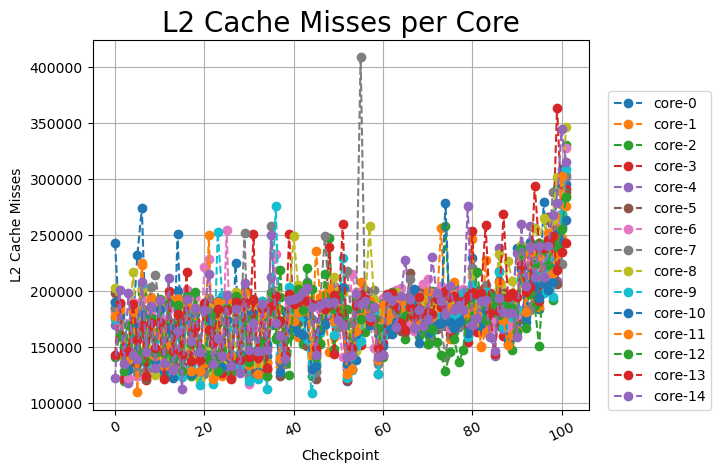 L2 Cache Misses per Core
L2 Cache Misses
400000
350000
300000
250000
200000
150000
100000
0
20
40
60
80
100
Checkpoint
core-0
core-1
core-2
core-3
core-4
core-5
core-6
core-7
core-8
core-9
core-10
core-11
core-12
core-13
core-14